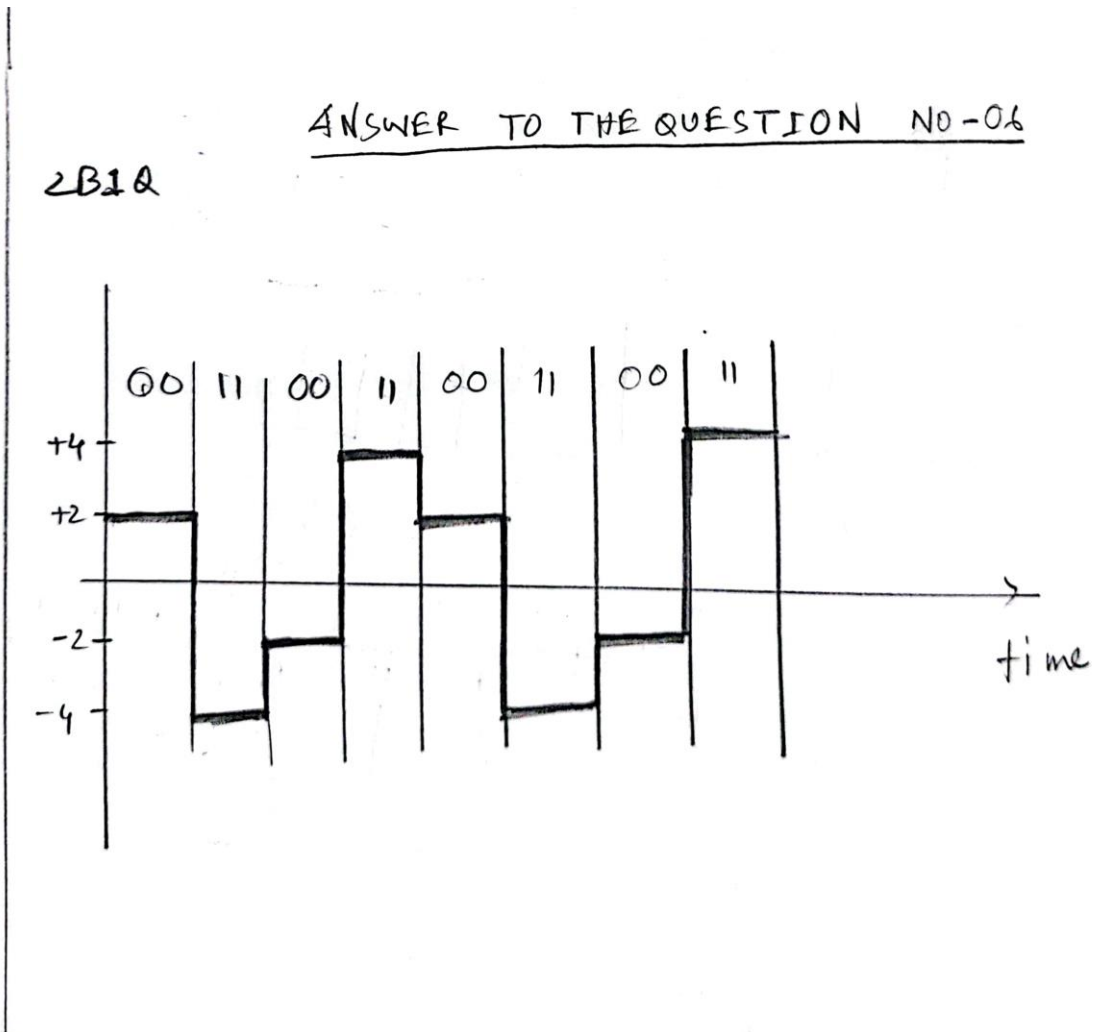 ANSWER TO THE QUESTION NO-06
2B1Q
00 11 00 11 00 11 00 11
+4
+2
-2
time
-4